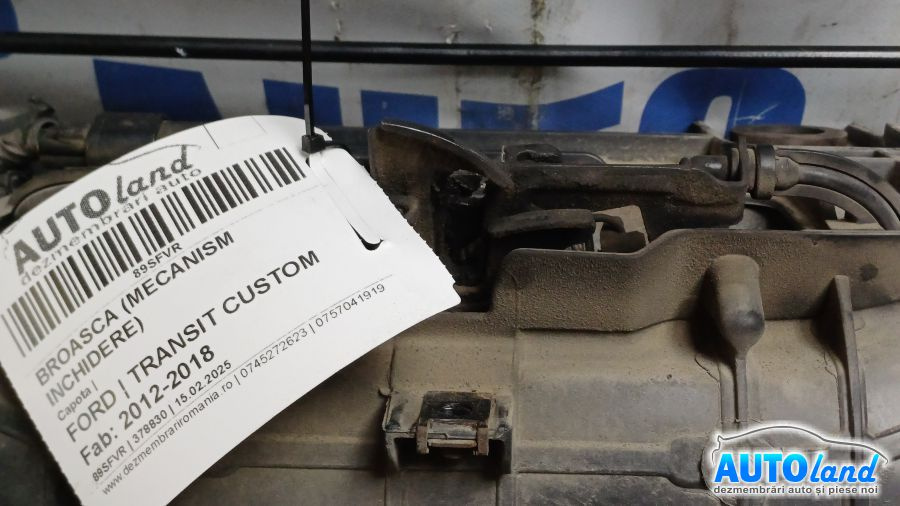 AUTOland
dezmembrări auto
89SFVR
BROASCA (MECANISM
INCHIDERE)
Capota |
FORD | TRANSIT CUSTOM
Fab: 2012-2018
89SFVR | 378830 | 15.02.2025
www.dezmembrariromania.ro | 0745272623 | 0757041919
AUTOland
dezmembrări auto și piese noi